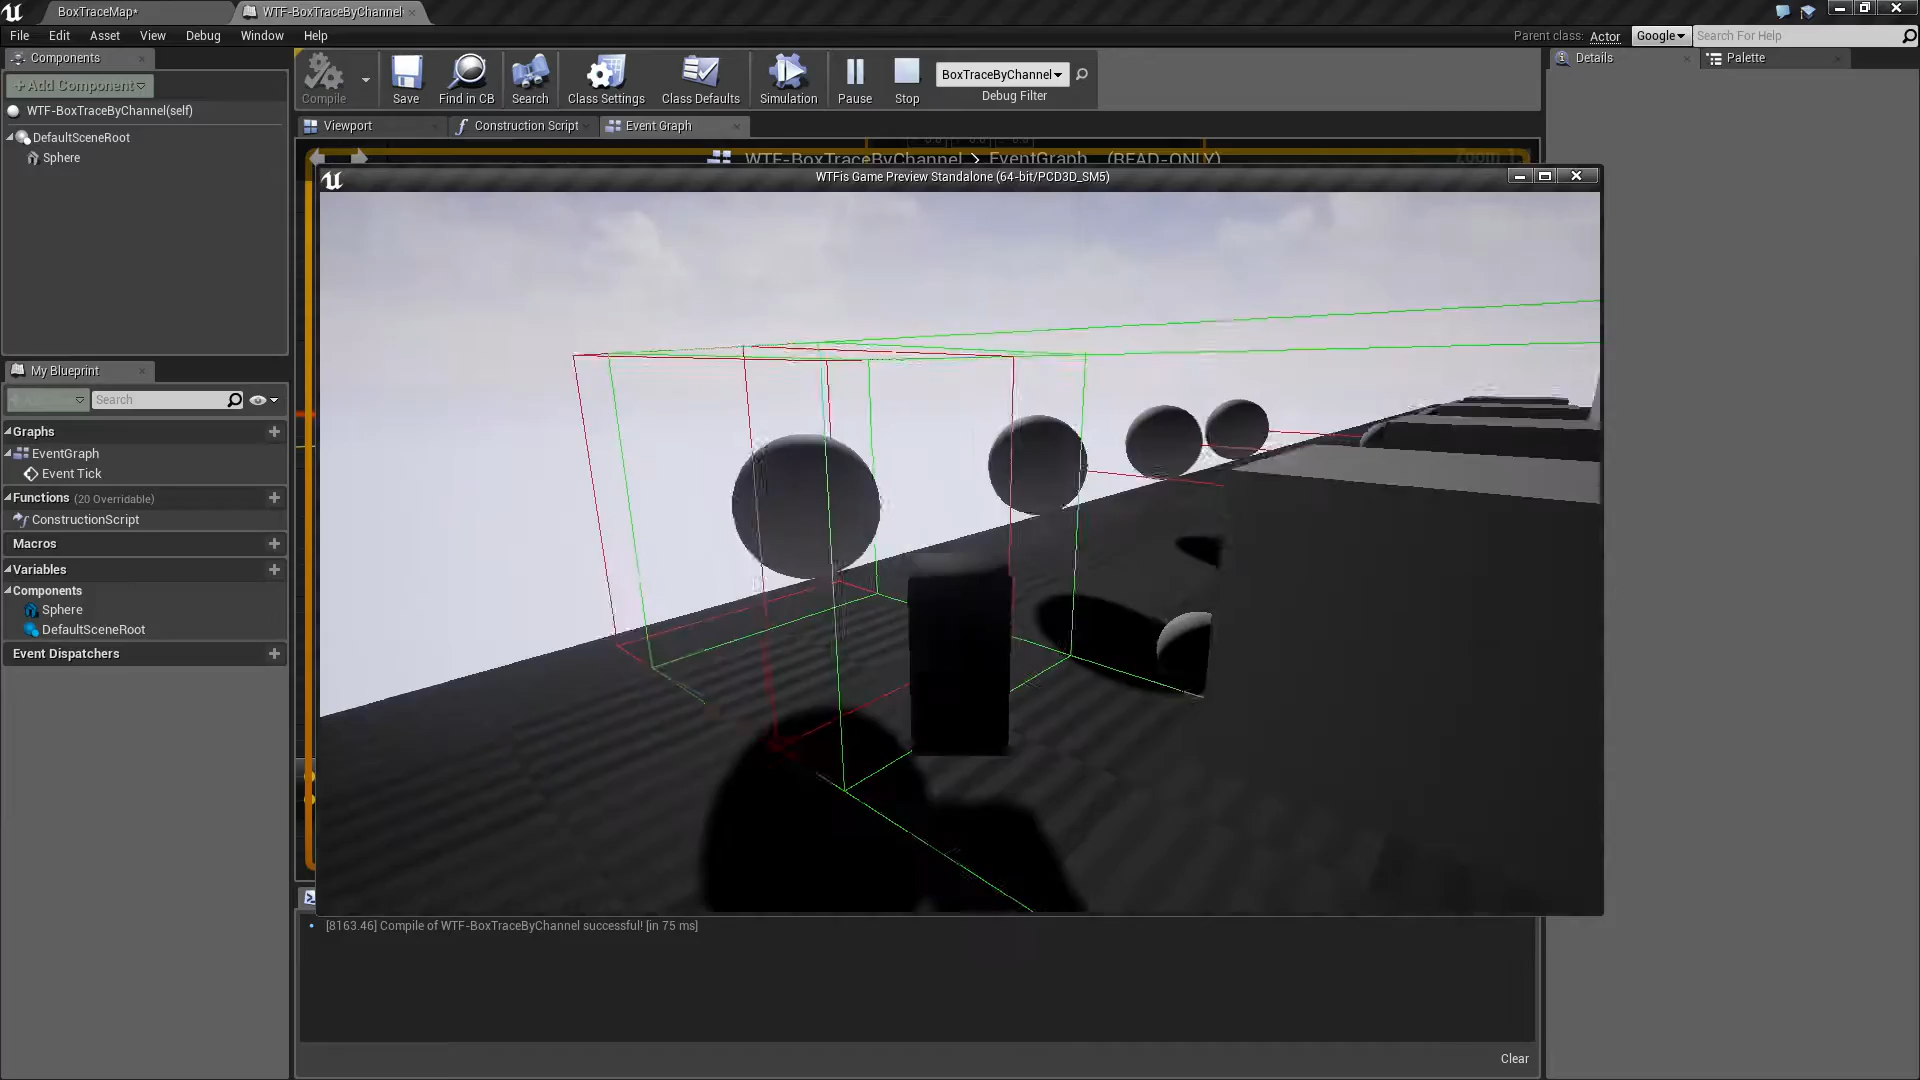 BoxTraceMap*
WTF-BoxTraceByChannel
File Edit Asset View Debug Window Help
Parent class: Actor Google Search For Help
Components
Details
Palette
+Add Component
WTF-BoxTraceByChannel(self)
DefaultSceneRoot
Sphere
Compile
Save
Find in CB
Search
Class Settings
Class Defaults
Simulation
Pause
Stop
BoxTraceByChannel
Debug Filter
Viewport
Construction Script
Event Graph
WTF-BoxTraceByChannel > EventGraph (READ-ONLY)
WTFis Game Preview Standalone (64-bit/PCD3D_SM5)
My Blueprint
Search
Graphs
EventGraph
Event Tick
Functions (20 Overridable)
ConstructionScript
Macros
Variables
Components
Sphere
DefaultSceneRoot
Event Dispatchers
[8163.46] Compile of WTF-BoxTraceByChannel successful! [in 75 ms]
Clear